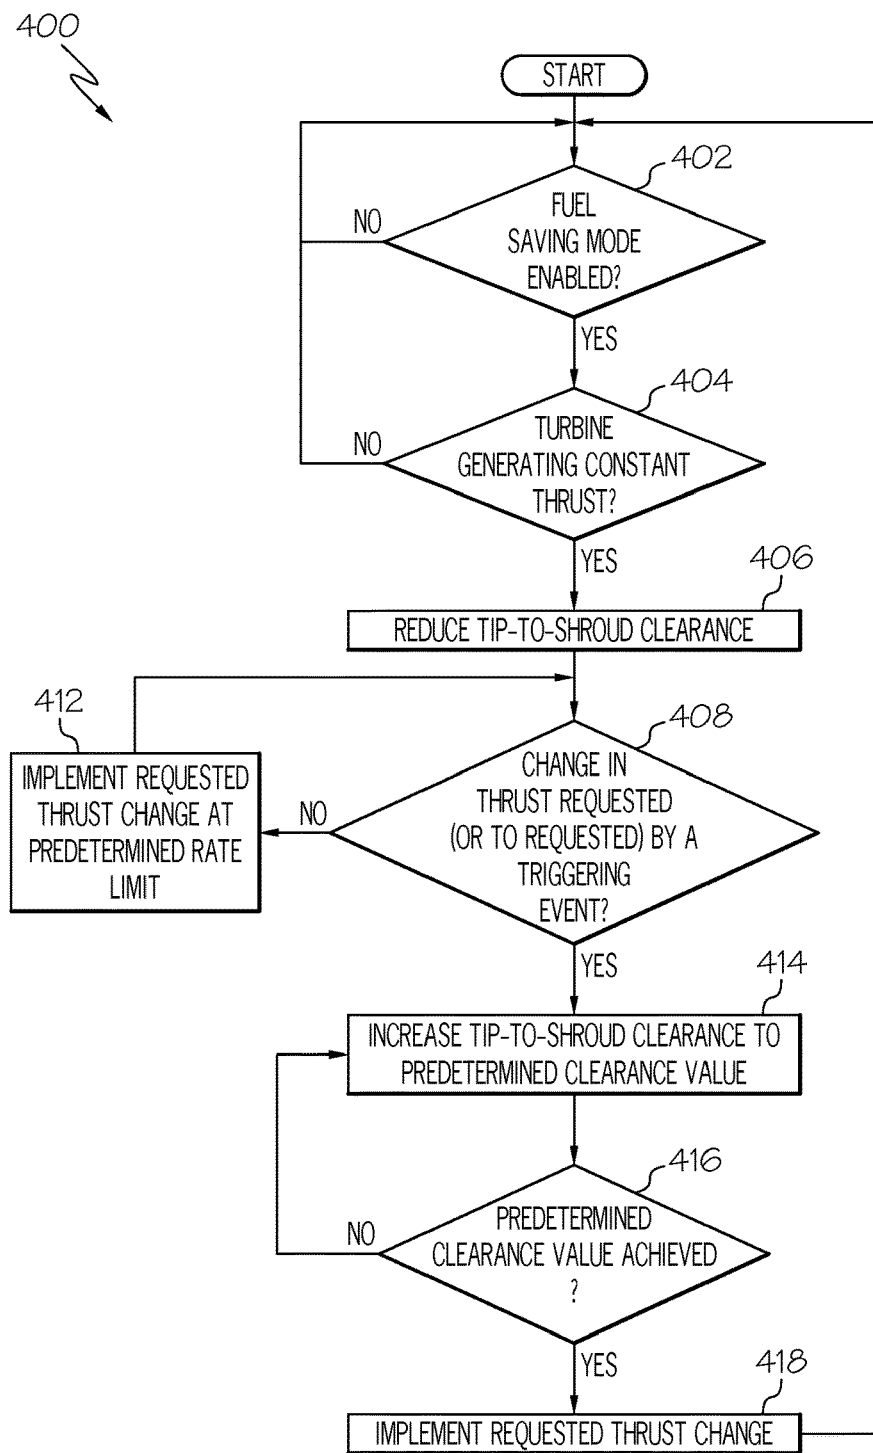 400
START
402
FUEL
SAVING MODE
ENABLED?
NO
YES
404
TURBINE
GENERATING CONSTANT
THRUST?
NO
YES
406
REDUCE TIP-TO-SHROUD CLEARANCE
412
IMPLEMENT REQUESTED
THRUST CHANGE AT
PREDETERMINED RATE
LIMIT
408
CHANGE IN
THRUST REQUESTED
(OR TO REQUESTED) BY A
TRIGGERING
EVENT?
NO
YES
414
INCREASE TIP-TO-SHROUD CLEARANCE TO
PREDETERMINED CLEARANCE VALUE
416
PREDETERMINED
CLEARANCE VALUE ACHIEVED
?
NO
YES
418
IMPLEMENT REQUESTED THRUST CHANGE